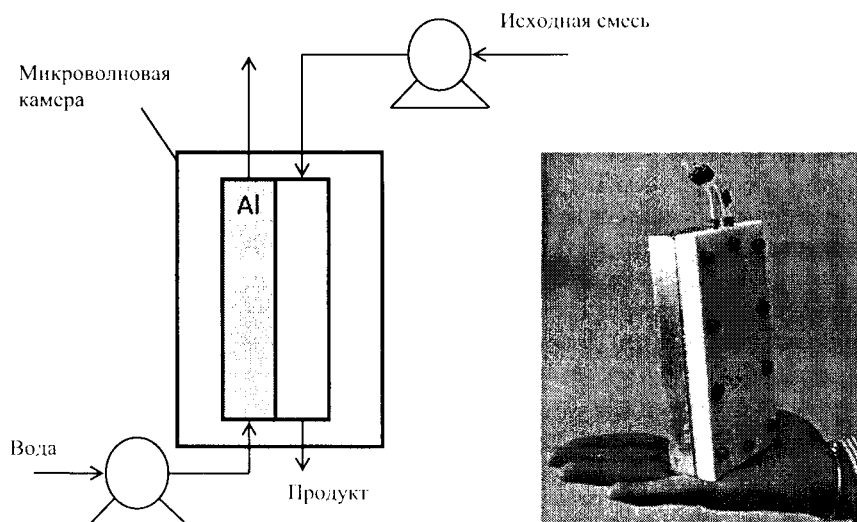 Исходная смесь
Микроволновая
камера
Al
Вода
Продукт